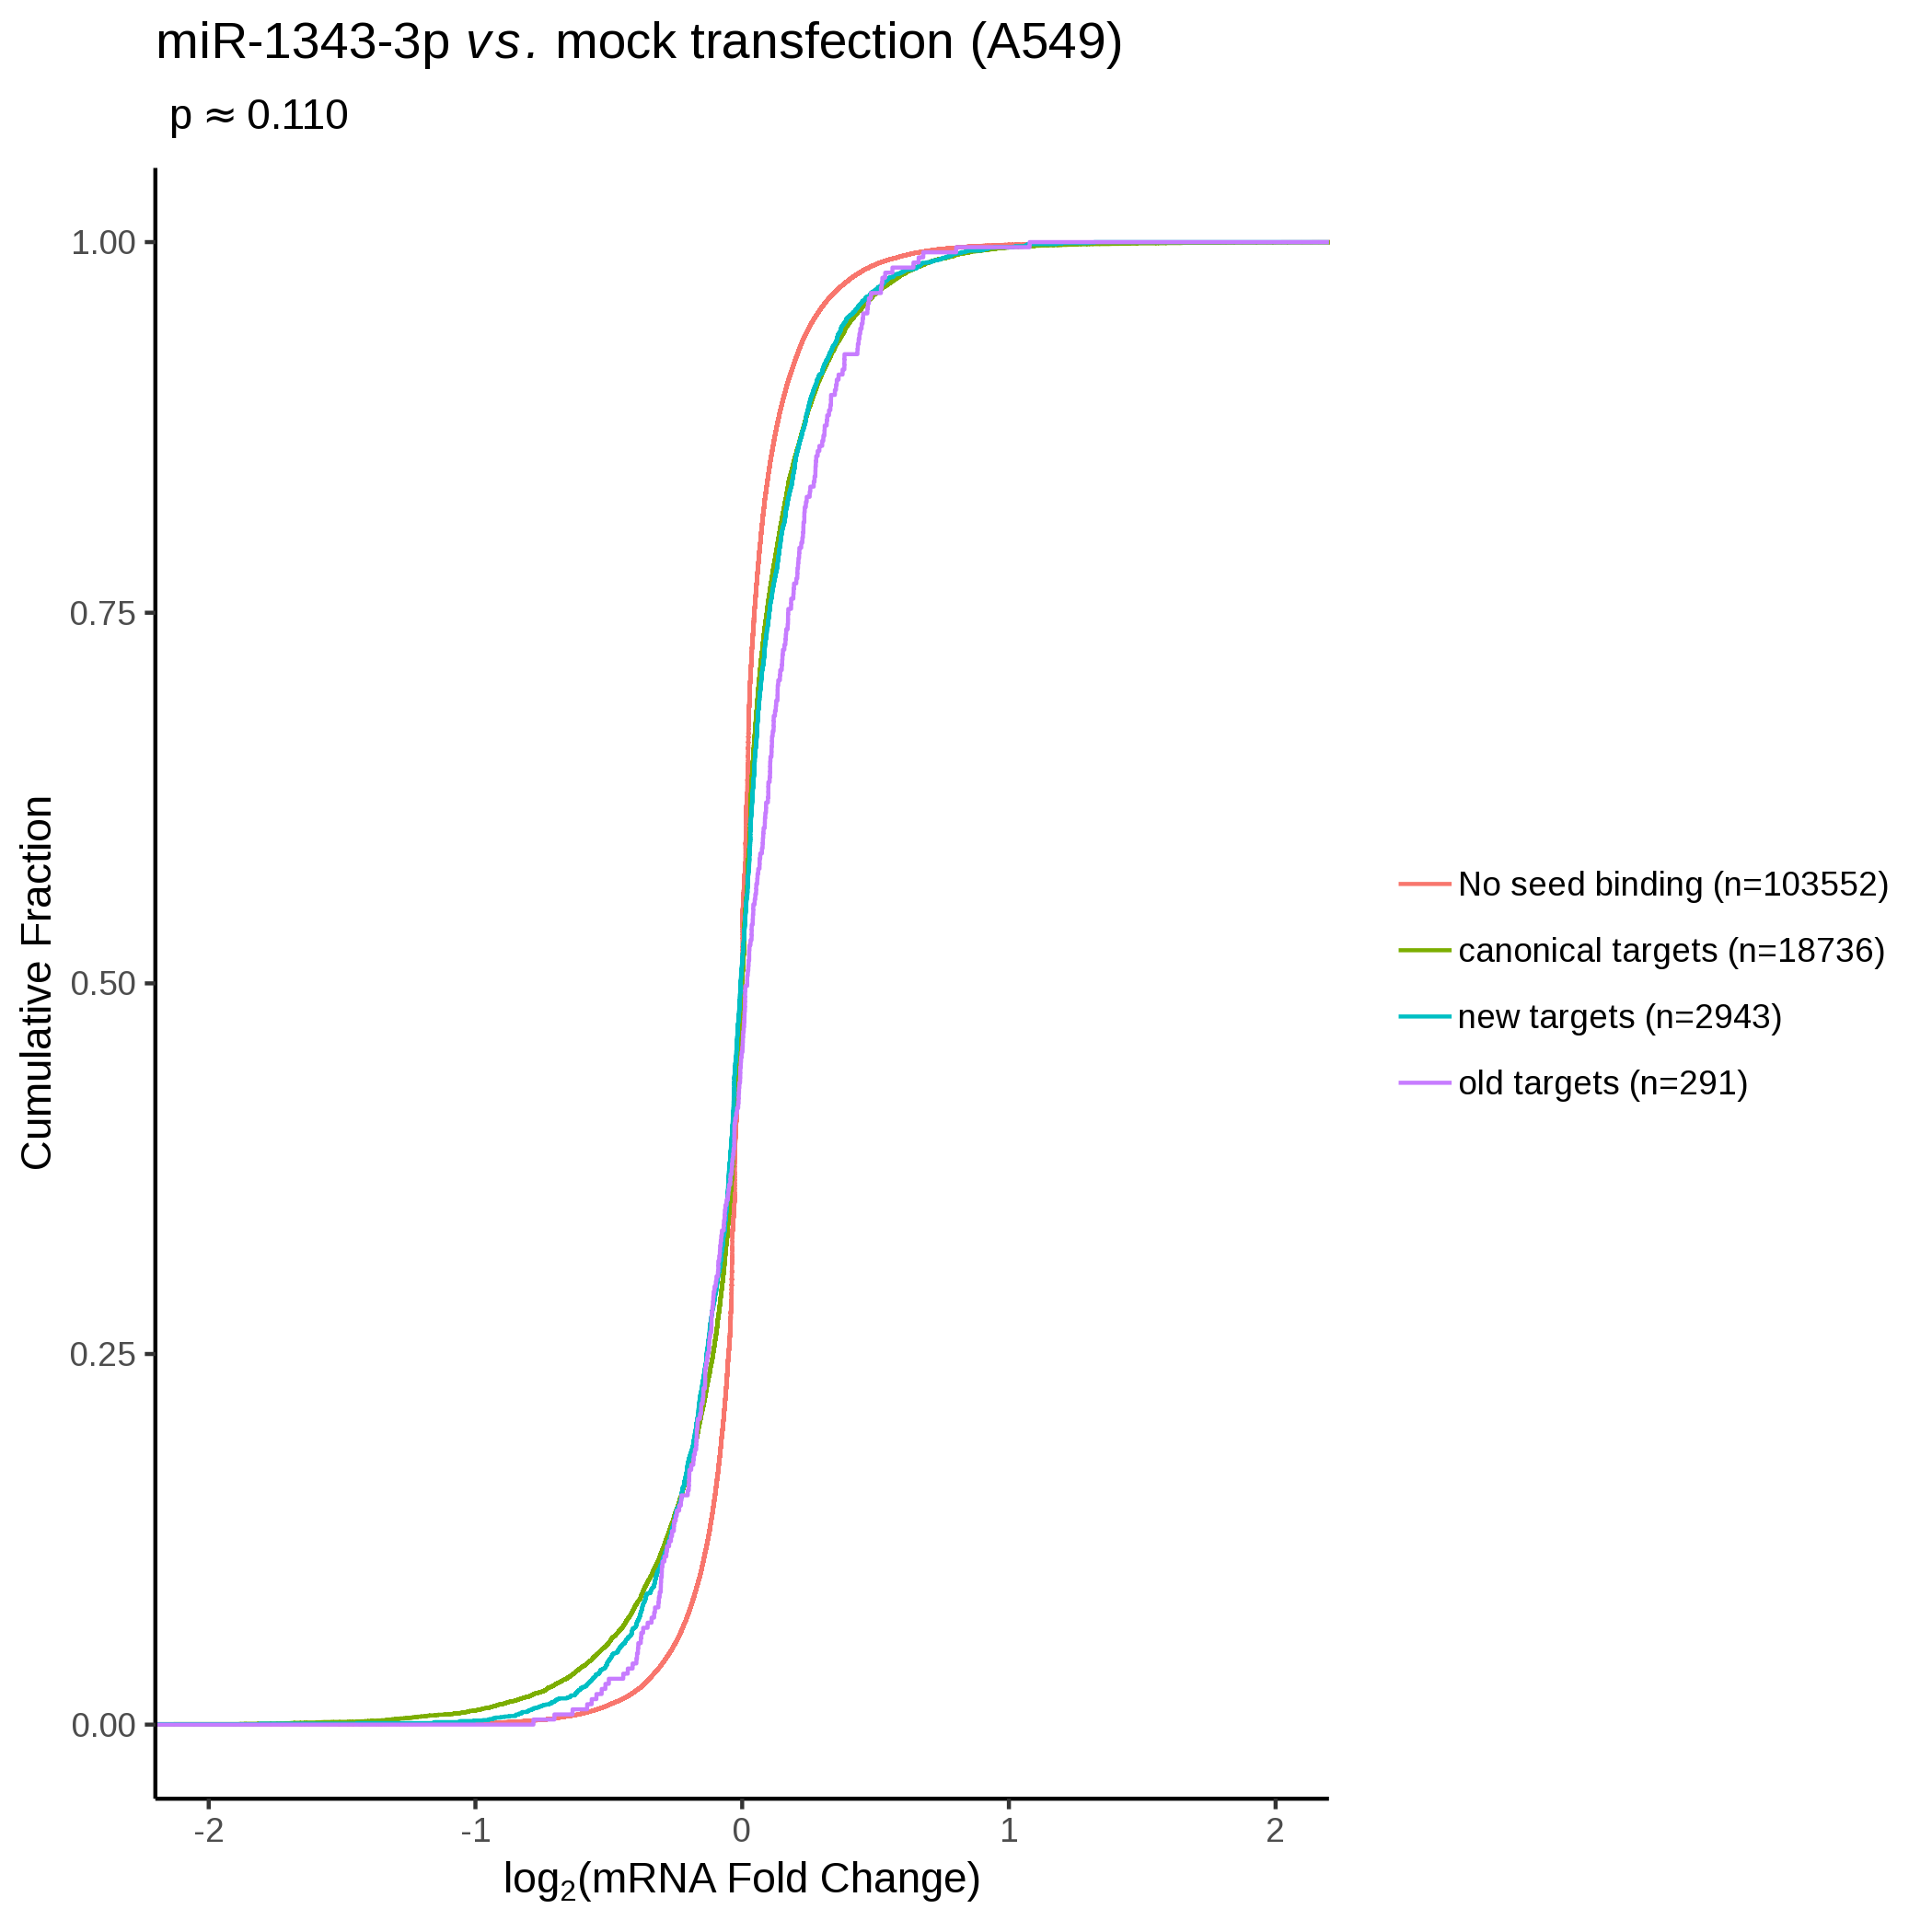 miR-1343-3p vs. mock transfection (A549)
p ≈ 0.110
1.00
0.75
0.50
0.25
0.00
Cumulative Fraction
-2
-1
0
1
2
log₂(mRNA Fold Change)
No seed binding (n=103552)
canonical targets (n=18736)
new targets (n=2943)
old targets (n=291)